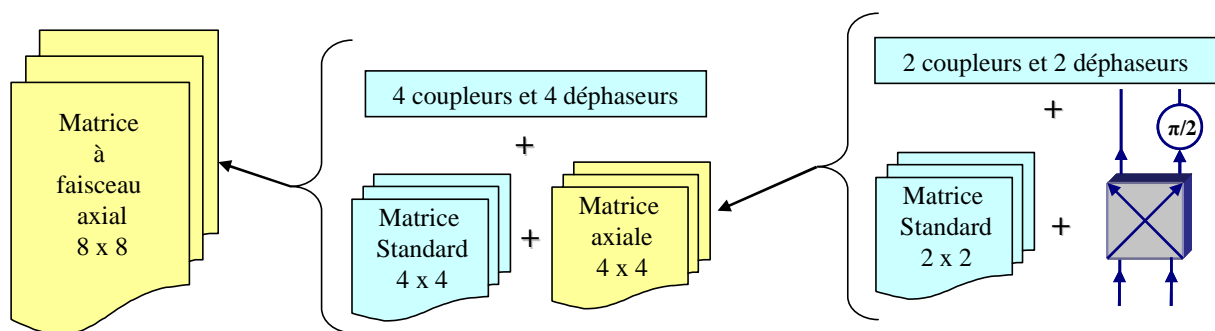 Matrice
à
faisceau
axial
8 x 8
4 coupleurs et 4 déphaseurs
+
Matrice
Standard
4 x 4
+
Matrice
axiale
4 x 4
2 coupleurs et 2 déphaseurs
+
π/2
Matrice
Standard
2 x 2
+